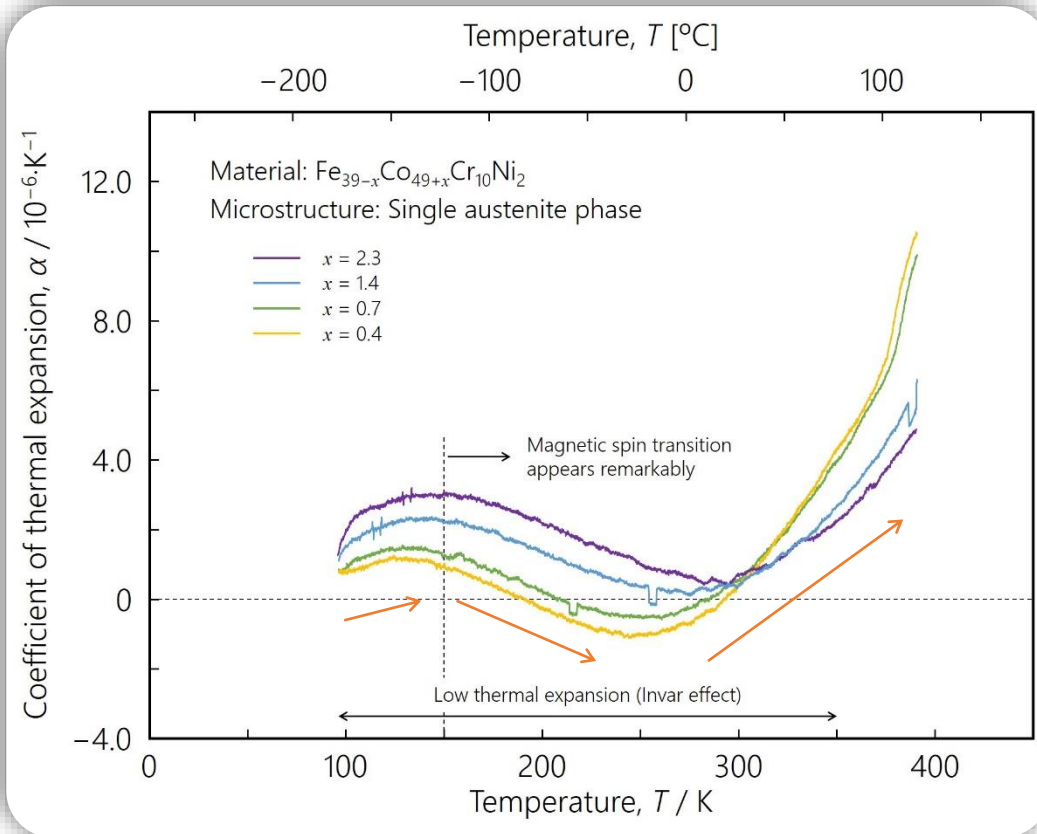 Temperature, T [°C]
−200 −100 0 100
Coefficient of thermal expansion, α / 10⁻⁶·K⁻¹
12.0
8.0
4.0
0
−4.0
Material: Fe₃₉₋ₓCo₄₉₊ₓCr₁₀Ni₂
Microstructure: Single austenite phase
x = 2.3
x = 1.4
x = 0.7
x = 0.4
Magnetic spin transition
appears remarkably
Low thermal expansion (Invar effect)
0 100 200 300 400
Temperature, T / K